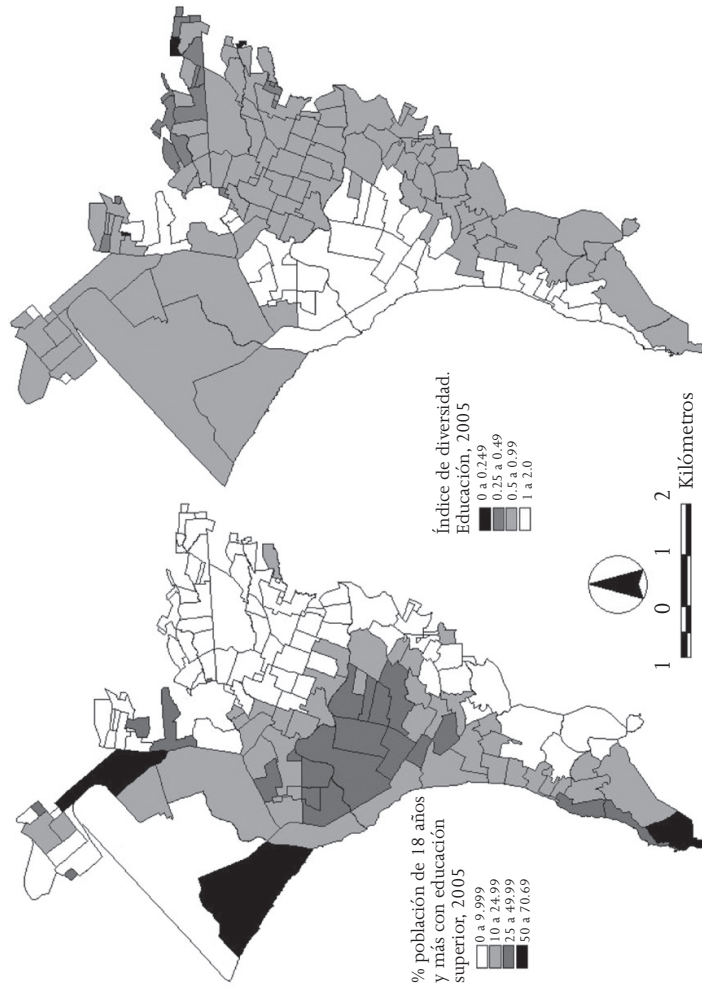 Índice de diversidad.
Educación, 2005
0 a 0.249
0.25 a 0.49
0.5 a 0.99
1 a 2.0
% población de 18 años
y más con educación
superior, 2005
0 a 9.999
10 a 24.99
25 a 49.99
50 a 70.69
1 0 1 2
Kilómetros